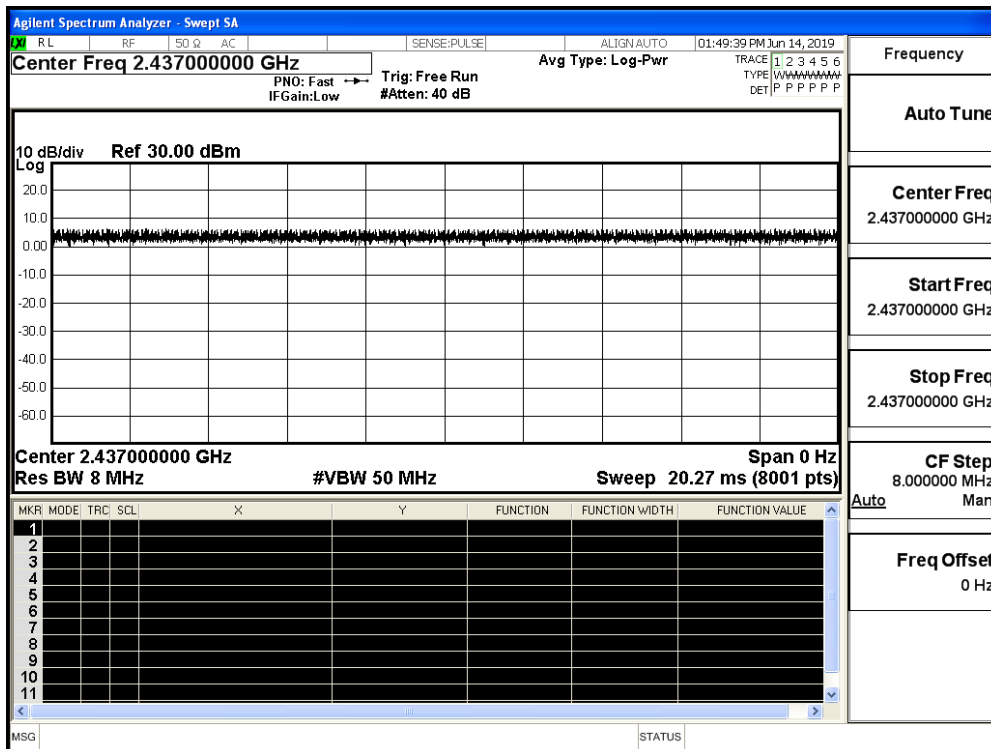 Agilent Spectrum Analyzer - Swept SA
LXI RL RF 50 Ω AC SENSE:PULSE ALIGN AUTO 01:49:39 PM Jun 14, 2019
Center Freq 2.437000000 GHz
PNO: Fast
IFGain:Low
Trig: Free Run
#Atten: 40 dB
Avg Type: Log-Pwr
TRACE 1 2 3 4 5 6
TYPE WWWWWW
DET P P P P P P
10 dB/div Ref 30.00 dBm
Log
20.0
10.0
0.00
-10.0
-20.0
-30.0
-40.0
-50.0
-60.0
Center 2.437000000 GHz Span 0 Hz
Res BW 8 MHz #VBW 50 MHz Sweep 20.27 ms (8001 pts)
MKR MODE TRC SCL X Y FUNCTION FUNCTION WIDTH FUNCTION VALUE
1
2
3
4
5
6
7
8
9
10
11
MSG STATUS
Frequency
Auto Tune
Center Freq
2.437000000 GHz
Start Freq
2.437000000 GHz
Stop Freq
2.437000000 GHz
CF Step
8.000000 MHz
Auto Man
Freq Offset
0 Hz